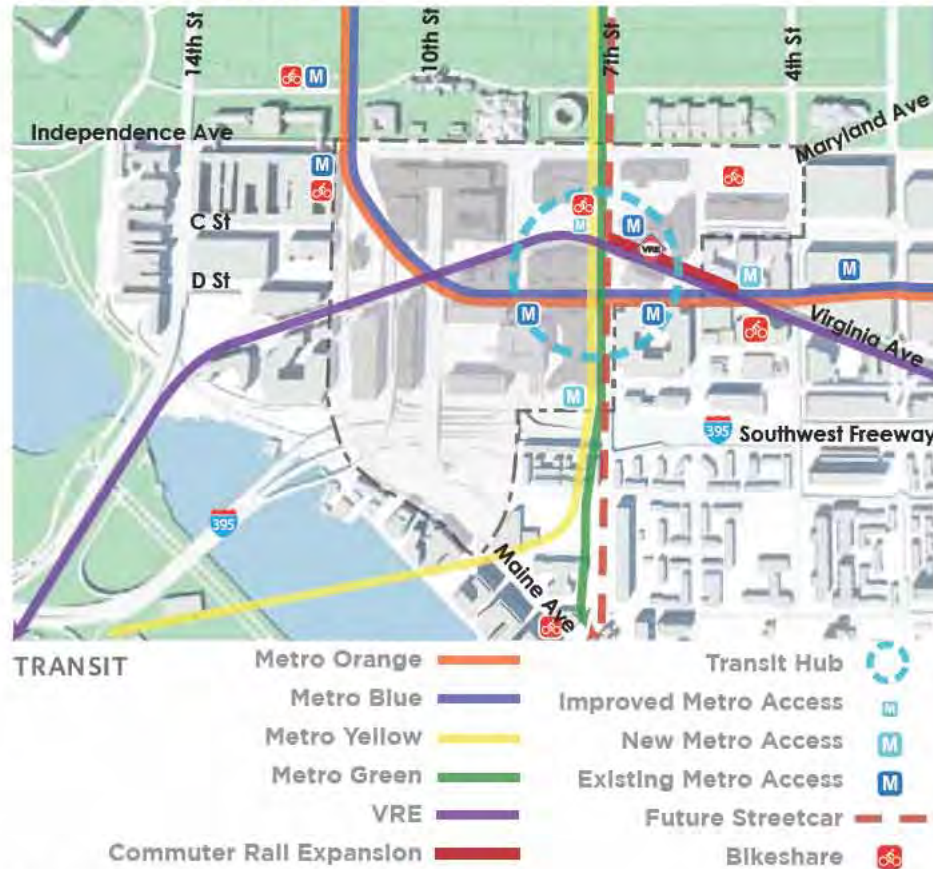 14th St
10th St
7th St
4th St
M
Independence Ave
Maryland Ave
M
M
C St
M
M
VRE
M
M
D St
M
M
Virginia Ave
M
395
Southwest Freeway
395
Maine Ave
TRANSIT
Metro Orange
Metro Blue
Metro Yellow
Metro Green
VRE
Commuter Rail Expansion
Transit Hub
Improved Metro Access M
New Metro Access M
Existing Metro Access M
Future Streetcar
Bikeshare